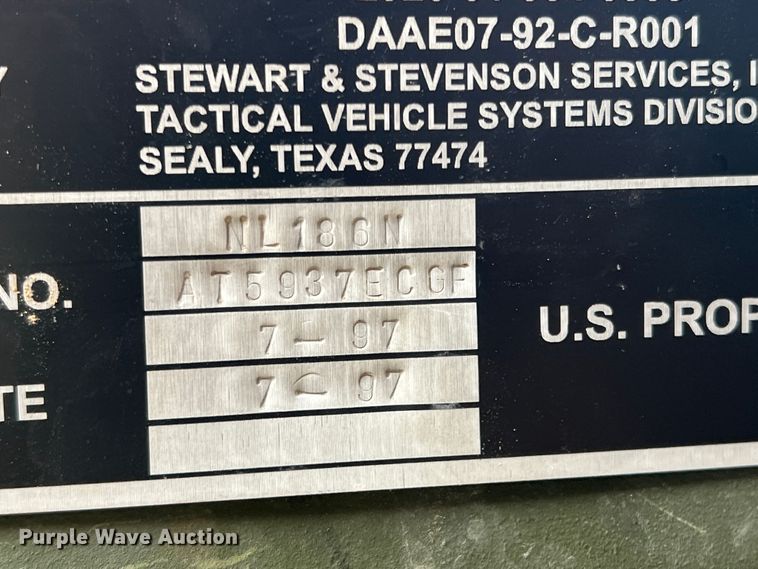 DAAE07-92-C-R001
Y STEWART & STEVENSON SERVICES, I
TACTICAL VEHICLE SYSTEMS DIVISIO
SEALY, TEXAS 77474
NL186N
NO. AT5937ECGF
7-97 U.S. PROP
TE 7-97
Purple Wave Auction